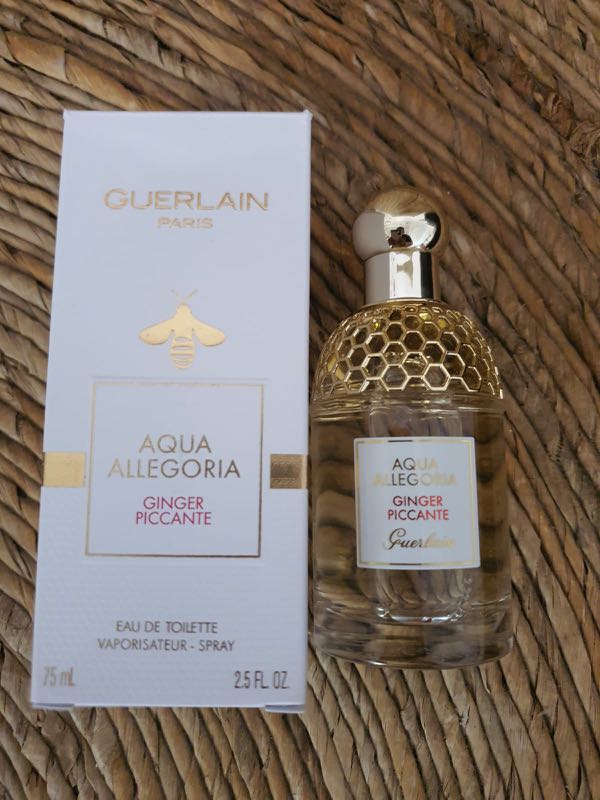 GUERLAIN
PARIS
AQUA
ALLEGORIA
GINGER
PICCANTE
EAU DE TOILETTE
VAPORISATEUR - SPRAY
75 mL 2.5 FL. OZ.
AQUA
ALLEGORIA
GINGER
PICCANTE
Guerlain